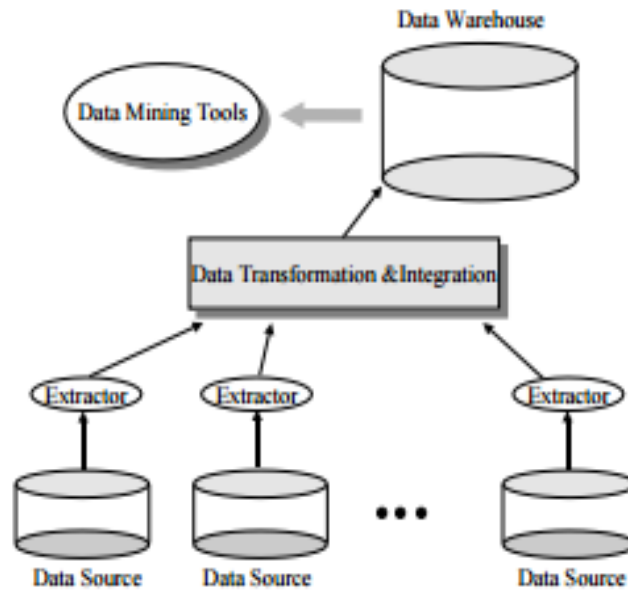 Data Warehouse
Data Mining Tools
Data Transformation &Integration
Extractor
Extractor
Extractor
Data Source
Data Source
Data Source